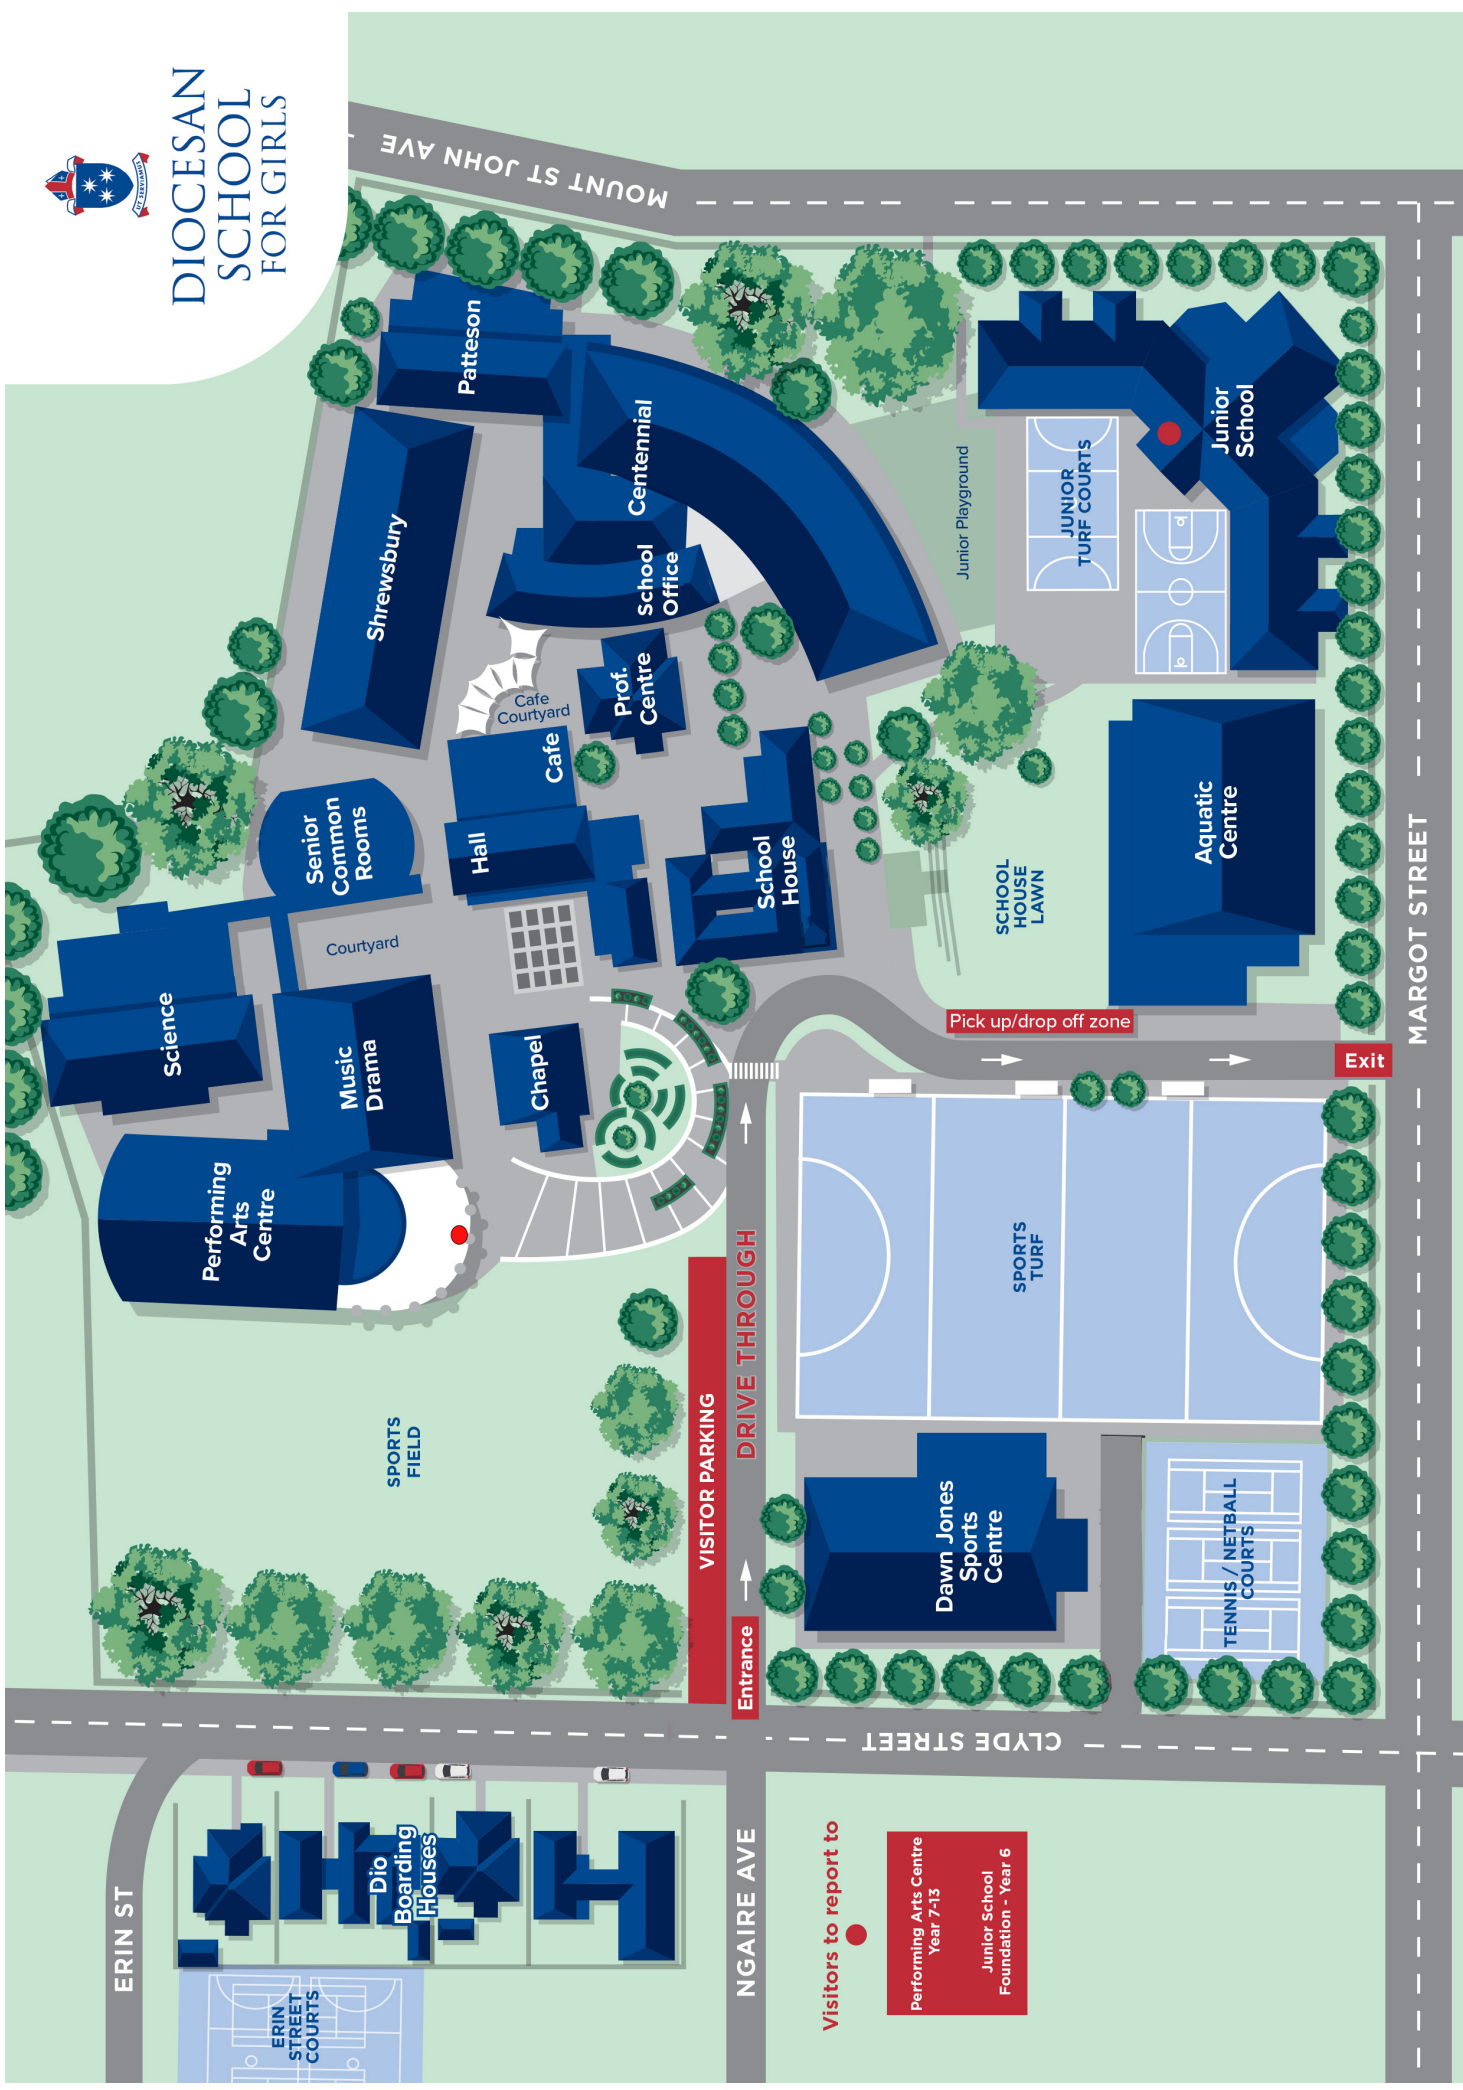 DIOCESAN
SCHOOL
FOR GIRLS
UT SERVIAMUS
MOUNT ST JOHN AVE
Patteson
Centennial
Shrewsbury
School
Office
Junior Playground
JUNIOR
TURF COURTS
Junior
School
Cafe
Courtyard
Prof.
Centre
Cafe
Hall
Senior
Common
Rooms
School
House
Aquatic
Centre
SCHOOL
HOUSE
LAWN
MARGOT STREET
Courtyard
Science
Music
Drama
Chapel
Pick up/drop off zone
Exit
Performing
Arts
Centre
DRIVE THROUGH
SPORTS
TURF
SPORTS
FIELD
VISITOR PARKING
Dawn Jones
Sports
Centre
TENNIS / NETBALL
COURTS
Entrance
CLYDE STREET
Dio
Boarding
Houses
ERIN ST
ERIN
STREET
COURTS
NGAIRE AVE
Visitors to report to
Performing Arts Centre
Year 7-13
Junior School
Foundation - Year 6